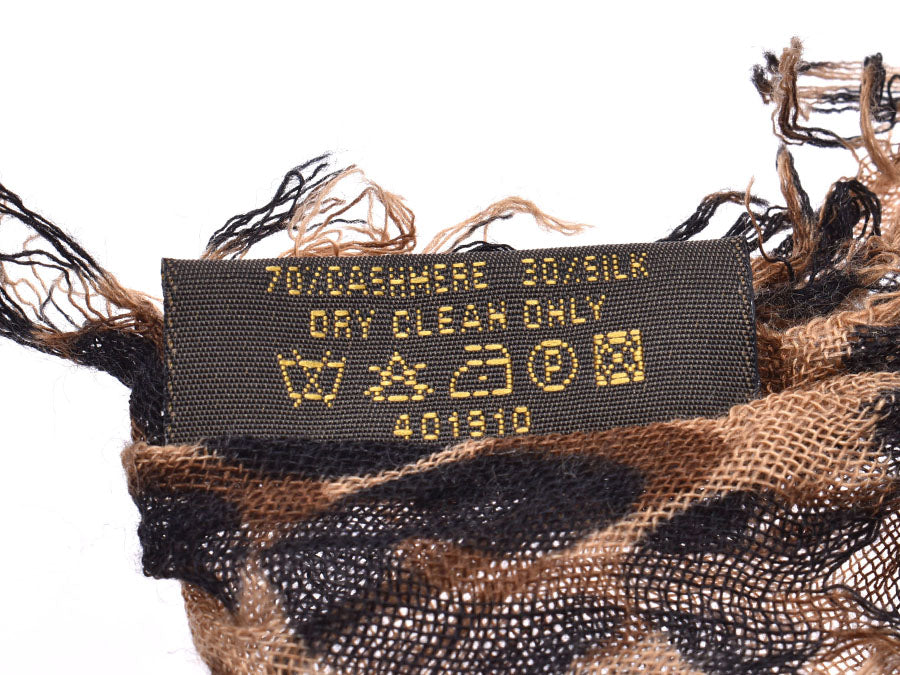 70%CASHMERE 30%SILK
DRY CLEAN ONLY
P
401910